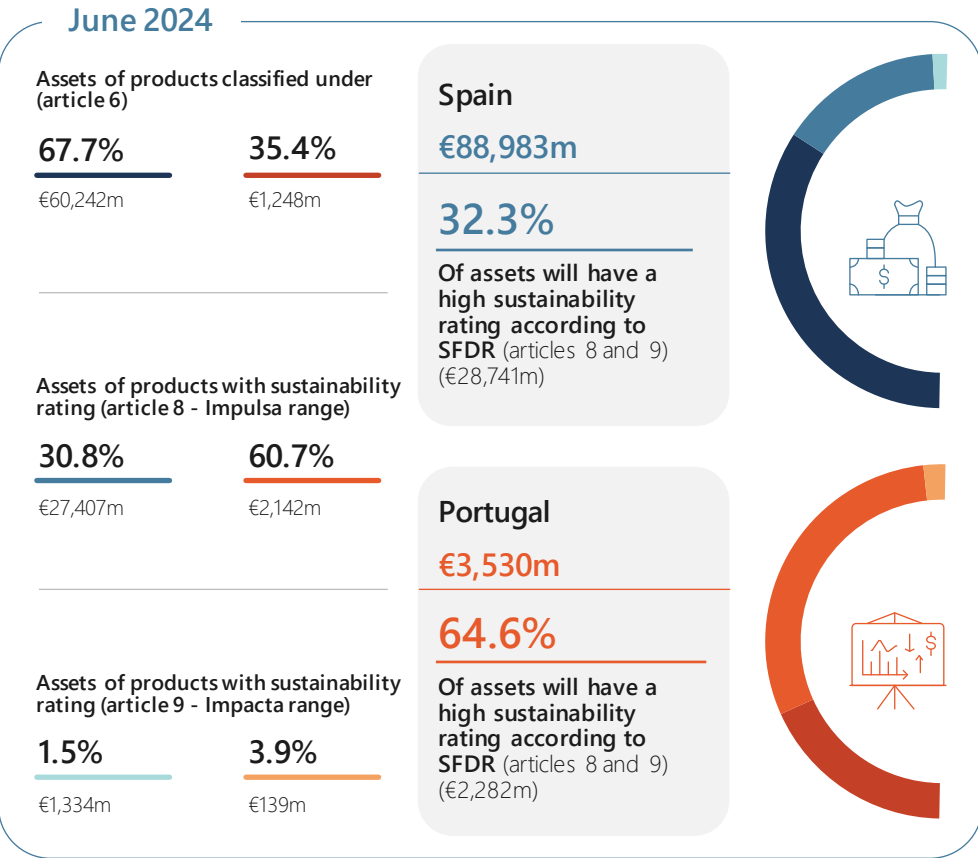 June 2024
Assets of products classified under
(article 6)
67.7% 35.4%
€60,242m €1,248m
Assets of products with sustainability
rating (article 8 - Impulsa range)
30.8% 60.7%
€27,407m €2,142m
Assets of products with sustainability
rating (article 9 - Impacta range)
1.5% 3.9%
€1,334m €139m
Spain
€88,983m
32.3%
Of assets will have a
high sustainability
rating according to
SFDR (articles 8 and 9)
(€28,741m)
$
Portugal
€3,530m
64.6%
Of assets will have a
high sustainability
rating according to
SFDR (articles 8 and 9)
(€2,282m)
$